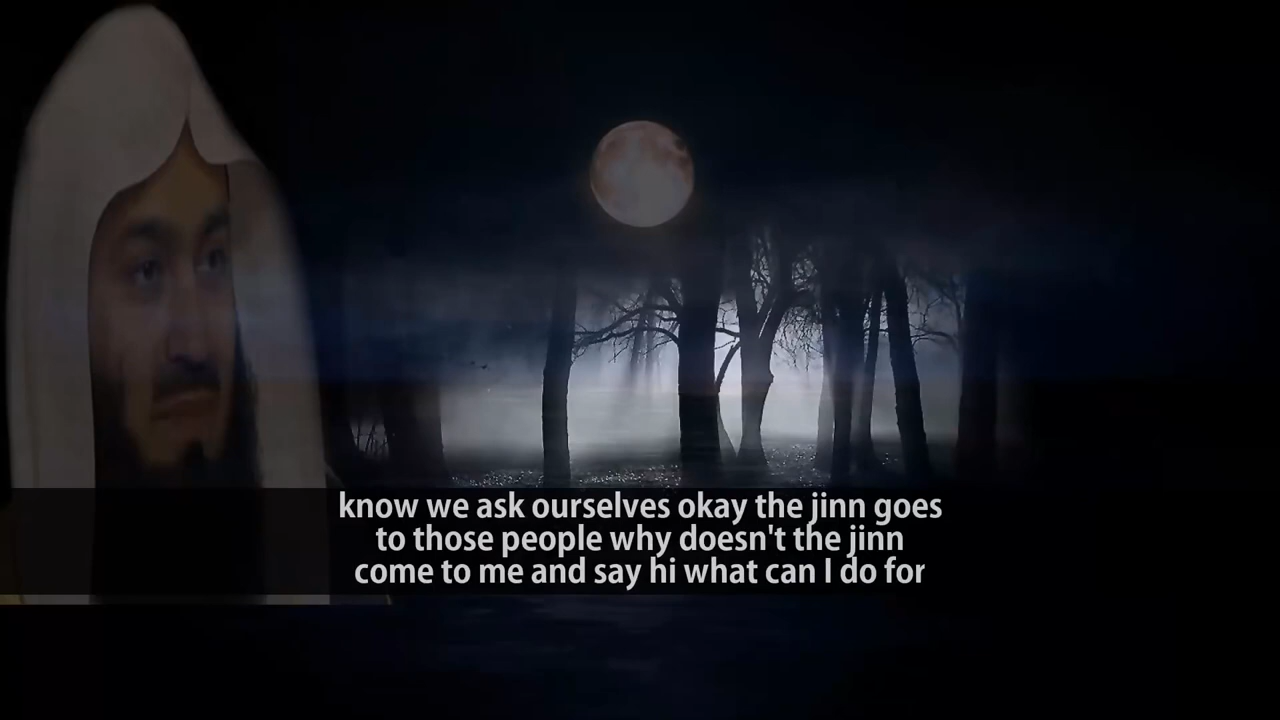 know we ask ourselves okay the jinn goes
to those people why doesn't the jinn
come to me and say hi what can I do for